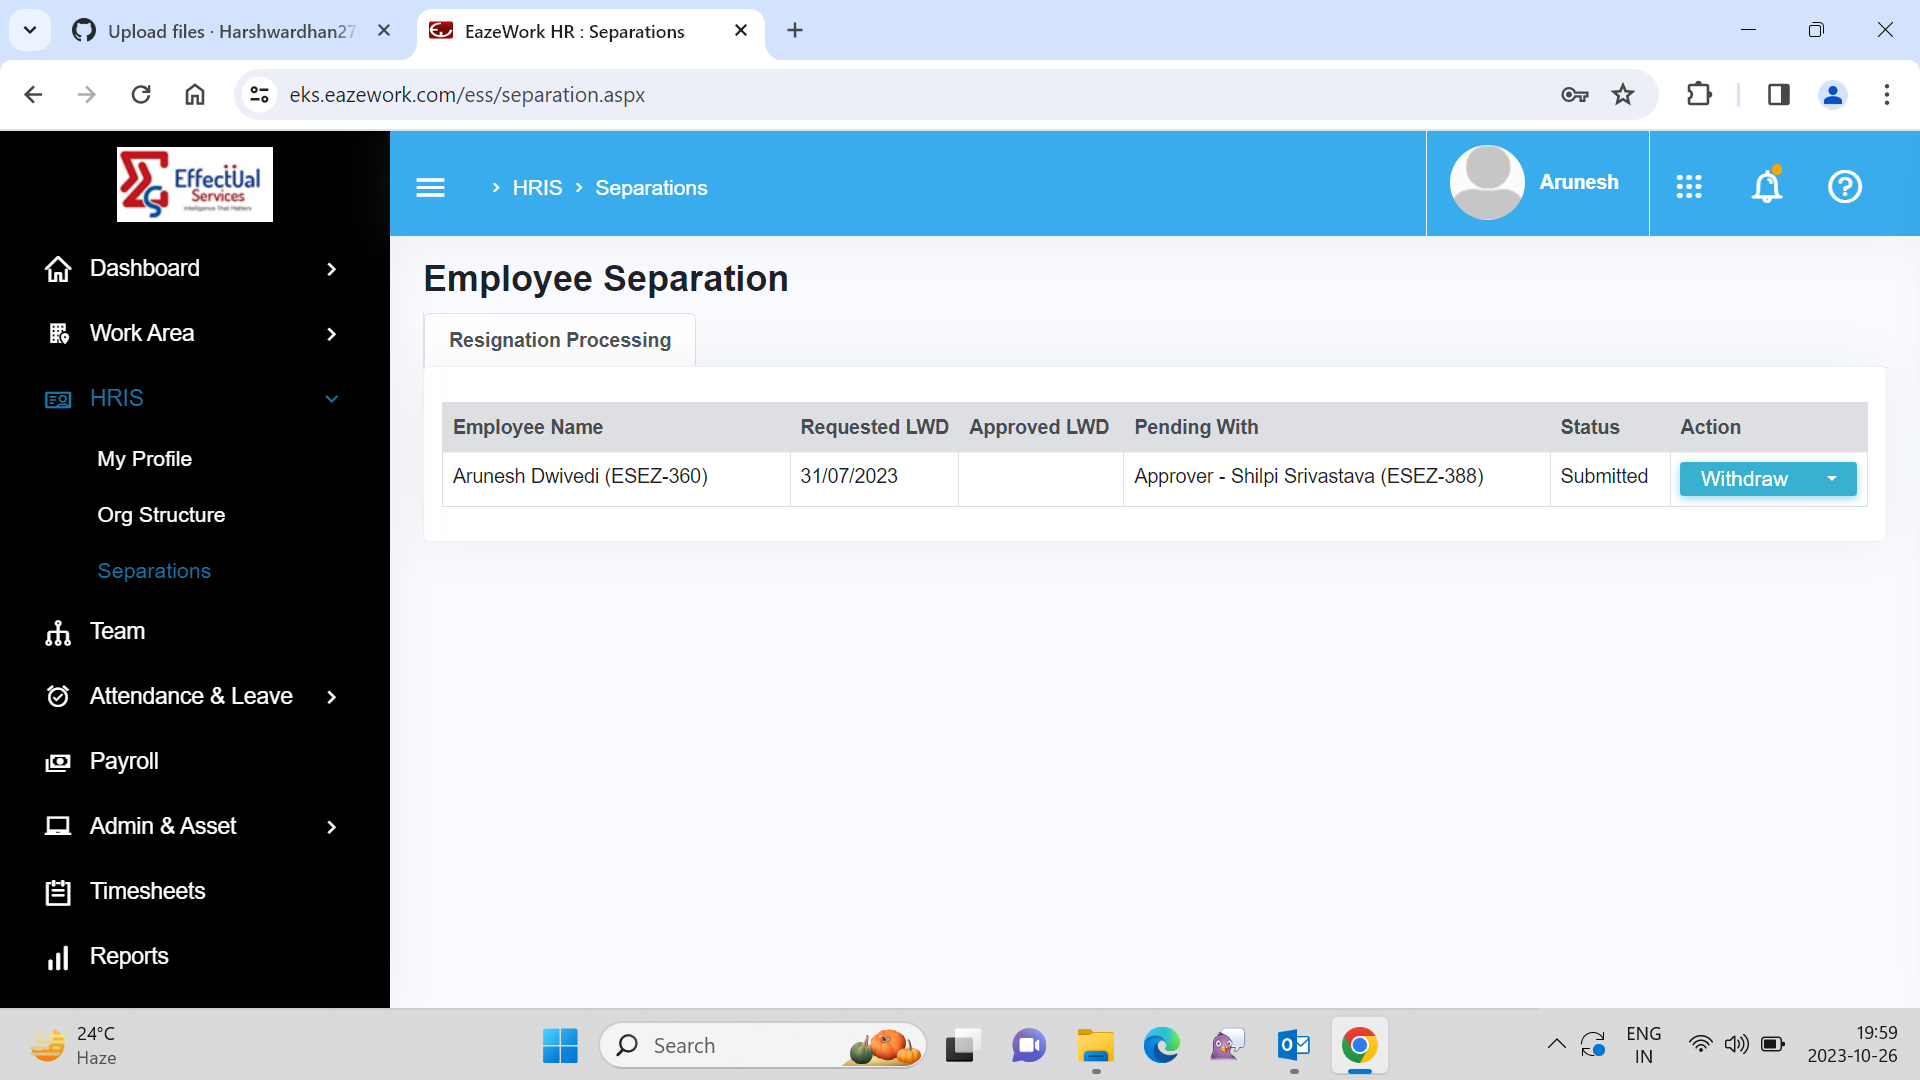 Upload files · Harshwardhan27
EazeWork HR : Separations
eks.eazework.com/ess/separation.aspx
EffectUal
Services
Intelligence That Matters
› HRIS › Separations
Arunesh
Dashboard
Work Area
HRIS
My Profile
Org Structure
Separations
Team
Attendance & Leave
Payroll
Admin & Asset
Timesheets
Reports
Employee Separation
Resignation Processing
Employee Name Requested LWD Approved LWD Pending With Status Action
Arunesh Dwivedi (ESEZ-360) 31/07/2023 Approver - Shilpi Srivastava (ESEZ-388) Submitted Withdraw
24°C
Haze
Search
ENG
IN
19:59
2023-10-26